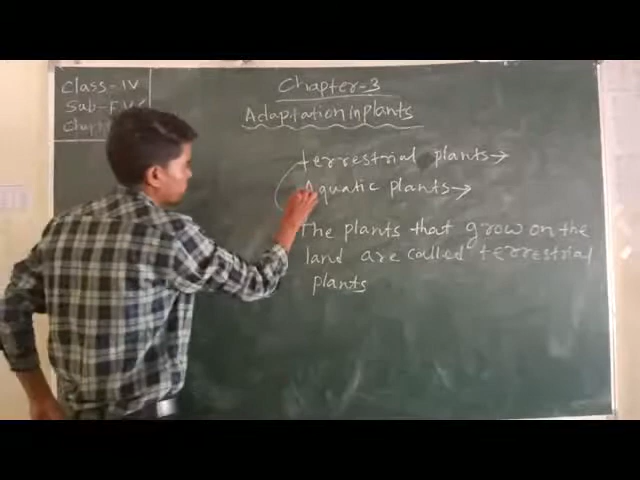 Class-IV
Sub-EVS
Chapter-3
Adaptation in plants
terrestrial plants→
Aquatic plants→
The plants that grow on the
land are called terrestrial
plants